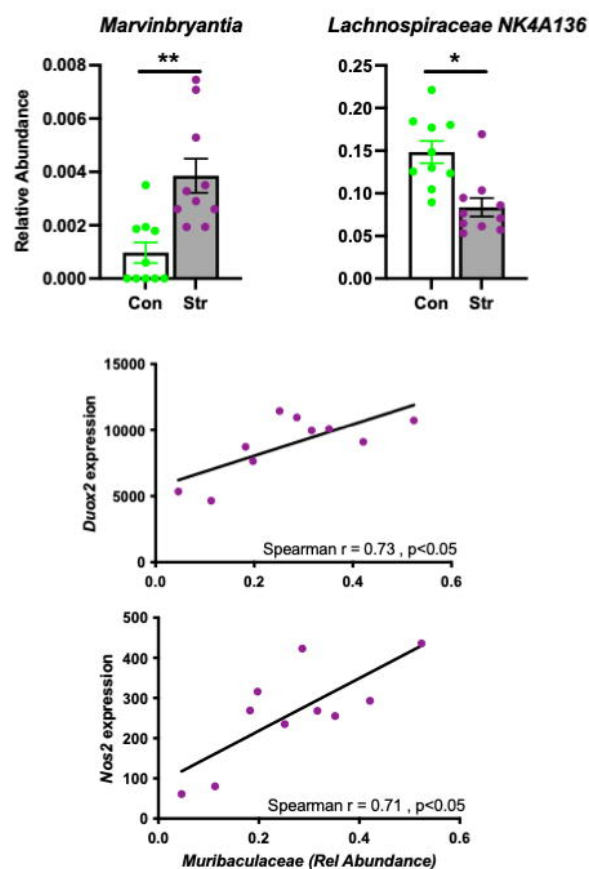 Marvinbryantia
Lachnospiraceae NK4A136
Relative Abundance
0.008
0.006
0.004
0.002
0.000
**
Con
Str
0.25
0.20
0.15
0.10
0.05
0.00
*
Con
Str
Duox2 expression
15000
10000
5000
0
Spearman r = 0.73 , p<0.05
0.0
0.2
0.4
0.6
Nos2 expression
500
400
300
200
100
0
Spearman r = 0.71 , p<0.05
0.0
0.2
0.4
0.6
Muribaculaceae (Rel Abundance)